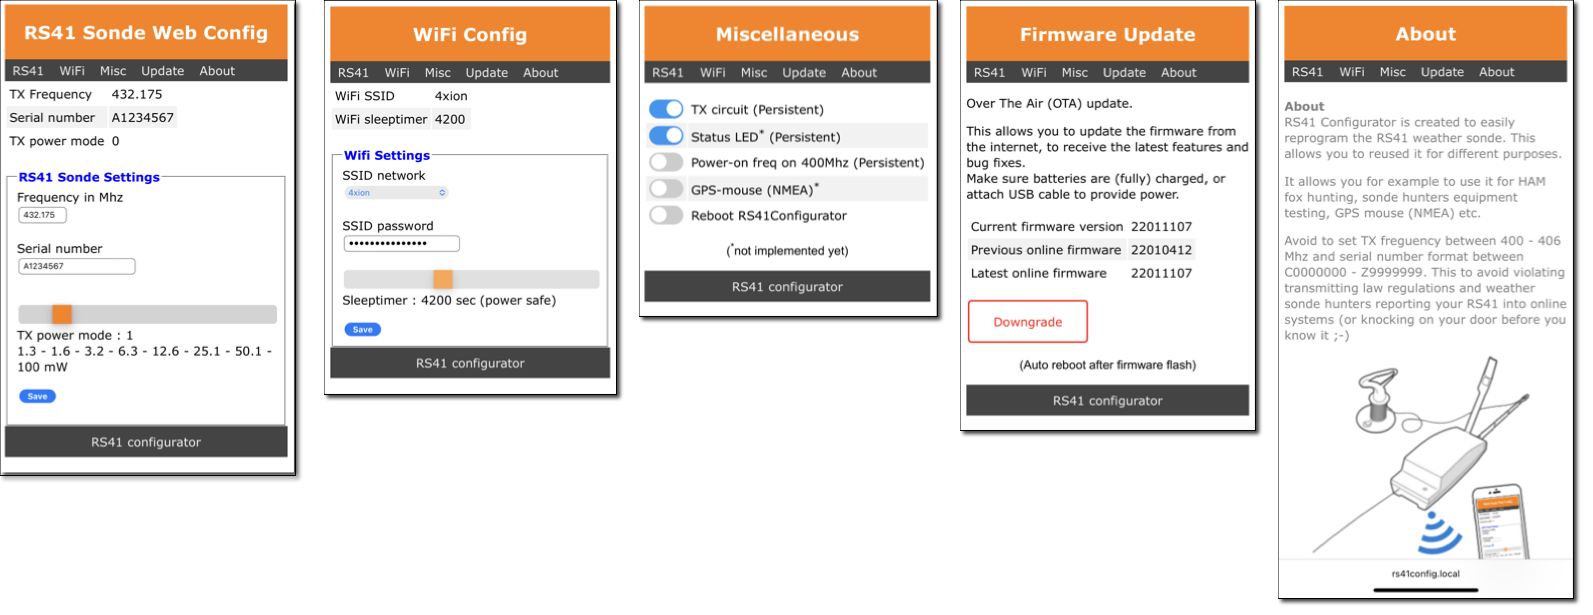 RS41 Sonde Web Config
RS41 WiFi Misc Update About
TX Frequency 432.175
Serial number A1234567
TX power mode 0
RS41 Sonde Settings
Frequency in Mhz
432.175
Serial number
A1234567
TX power mode : 1
1.3 - 1.6 - 3.2 - 6.3 - 12.6 - 25.1 - 50.1 -
100 mW
Save
RS41 configurator
WiFi Config
RS41 WiFi Misc Update About
WiFi SSID 4xion
WiFi sleeptimer 4200
Wifi Settings
SSID network
4xion
SSID password
•••••••••••••••
Sleeptimer : 4200 sec (power safe)
Save
RS41 configurator
Miscellaneous
RS41 WiFi Misc Update About
TX circuit (Persistent)
Status LED* (Persistent)
Power-on freq on 400Mhz (Persistent)
GPS-mouse (NMEA)*
Reboot RS41Configurator
(*not implemented yet)
RS41 configurator
Firmware Update
RS41 WiFi Misc Update About
Over The Air (OTA) update.
This allows you to update the firmware from
the internet, to receive the latest features and
bug fixes.
Make sure batteries are (fully) charged, or
attach USB cable to provide power.
Current firmware version 22011107
Previous online firmware 22010412
Latest online firmware 22011107
Downgrade
(Auto reboot after firmware flash)
RS41 configurator
About
RS41 WiFi Misc Update About
About
RS41 Configurator is created to easily
reprogram the RS41 weather sonde. This
allows you to reused it for different purposes.
It allows you for example to use it for HAM
fox hunting, sonde hunters equipment
testing, GPS mouse (NMEA) etc.
Avoid to set TX freguency between 400 - 406
Mhz and serial number format between
C0000000 - Z9999999. This to avoid violating
transmitting law regulations and weather
sonde hunters reporting your RS41 into online
systems (or knocking on your door before you
know it ;-)
rs41config.local